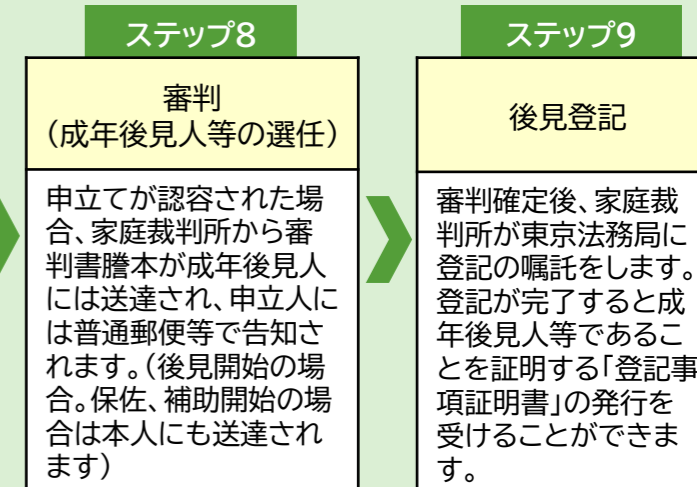 ステップ8
審判
（成年後見人等の選任）
申立てが認容された場
合、家庭裁判所から審
判書謄本が成年後見人
には送達され、申立人に
は普通郵便等で告知さ
れます。（後見開始の場
合。保佐、補助開始の場
合は本人にも送達され
ます）
ステップ9
後見登記
審判確定後、家庭裁
判所が東京法務局に
登記の嘱託をします。
登記が完了すると成
年後見人等であるこ
とを証明する「登記事
項証明書」の発行を
受けることができま
す。